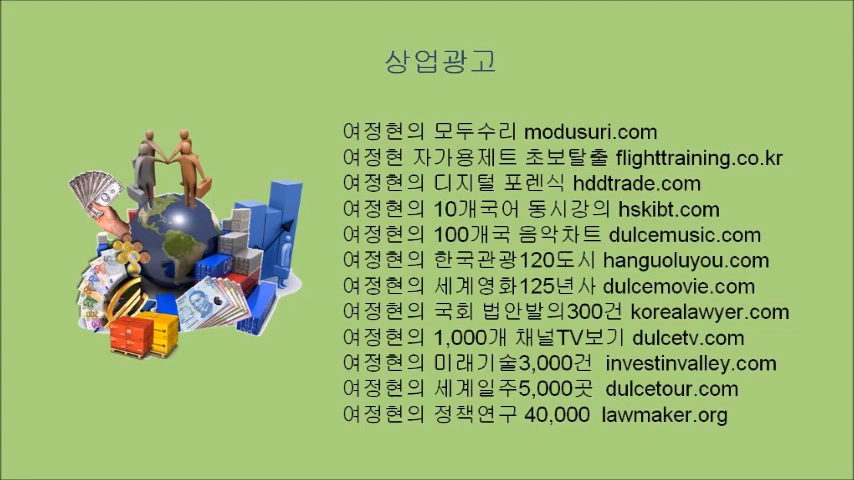 상업광고
여정현의 모두수리 modusuri.com
여정현 자가용제트 초보탈출 flighttraining.co.kr
여정현의 디지털 포렌식 hddtrade.com
여정현의 10개국어 동시강의 hskibt.com
여정현의 100개국 음악차트 dulcemusic.com
여정현의 한국관광120도시 hanguoluyou.com
여정현의 세계영화125년사 dulcemovie.com
여정현의 국회 법안발의300건 korealawyer.com
여정현의 1,000개 채널TV보기 dulcetv.com
여정현의 미래기술3,000건 investinvalley.com
여정현의 세계일주5,000곳 dulcetour.com
여정현의 정책연구 40,000 lawmaker.org